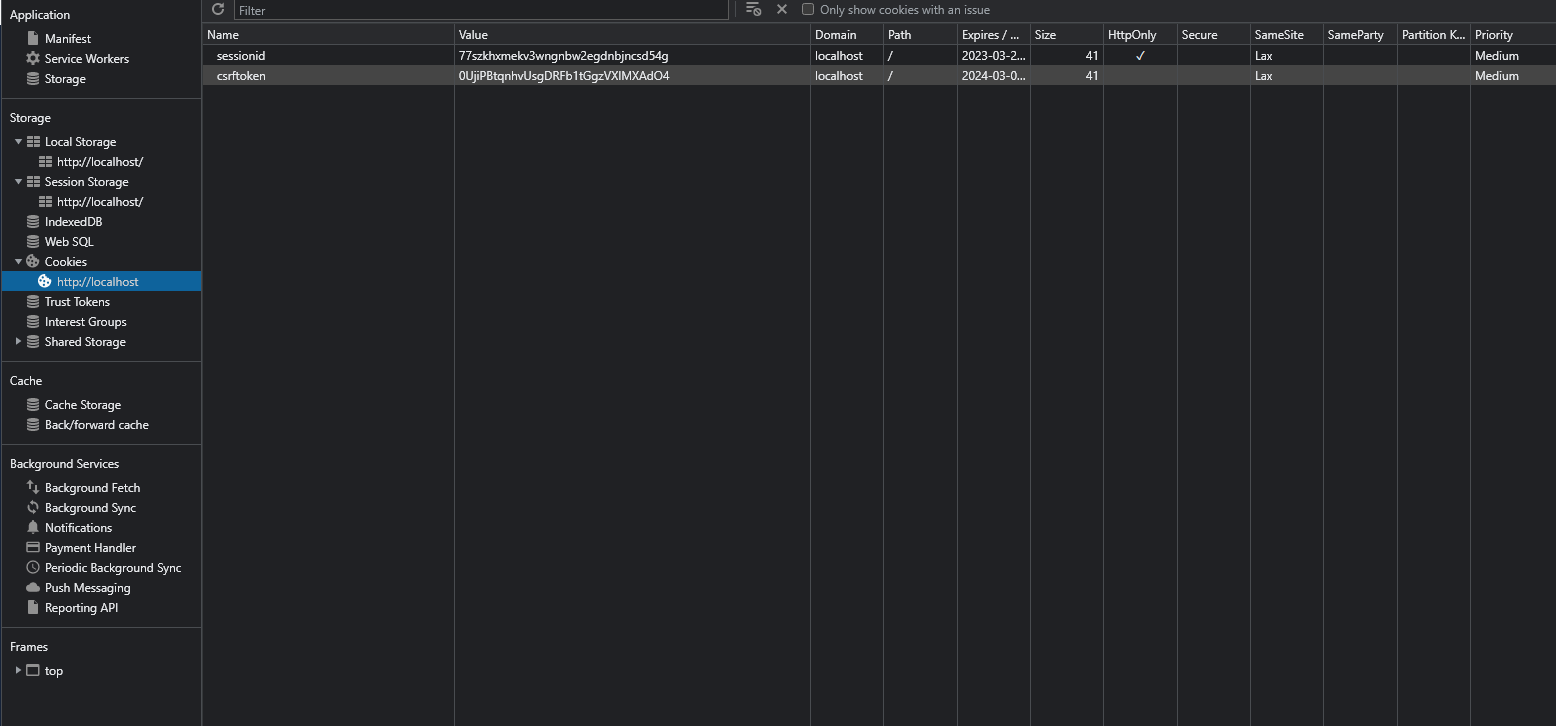 Application
Manifest
Service Workers
Storage
Storage
Local Storage
http://localhost/
Session Storage
http://localhost/
IndexedDB
Web SQL
Cookies
http://localhost
Trust Tokens
Interest Groups
Shared Storage
Cache
Cache Storage
Back/forward cache
Background Services
Background Fetch
Background Sync
Notifications
Payment Handler
Periodic Background Sync
Push Messaging
Reporting API
Frames
top
Filter Only show cookies with an issue
Name Value Domain Path Expires / ... Size HttpOnly Secure SameSite SameParty Partition K... Priority
sessionid 77szkhxmekv3wngnbw2egdnbjncsd54g localhost / 2023-03-2... 41 ✓ Lax Medium
csrftoken 0UjiPBtqnhvUsgDRFb1tGgzVXIMXAdO4 localhost / 2024-03-0... 41 Lax Medium